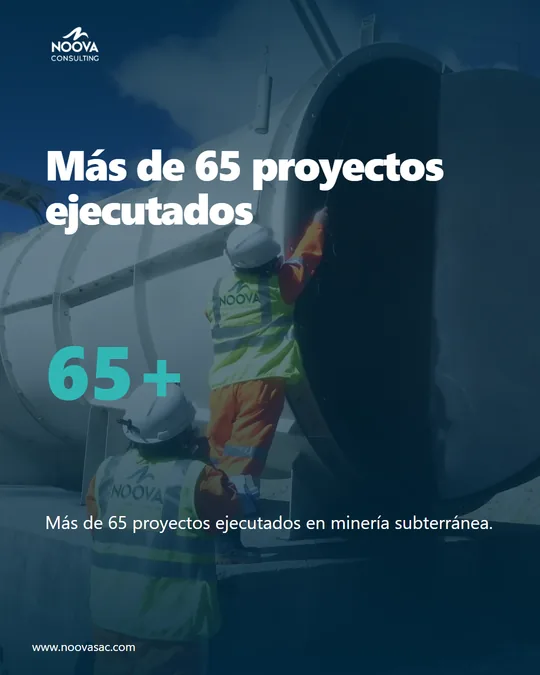 NOOVA
CONSULTING
Más de 65 proyectos
ejecutados
NOOVA
65+
NOOVA
Más de 65 proyectos ejecutados en minería subterránea.
www.noovasac.com